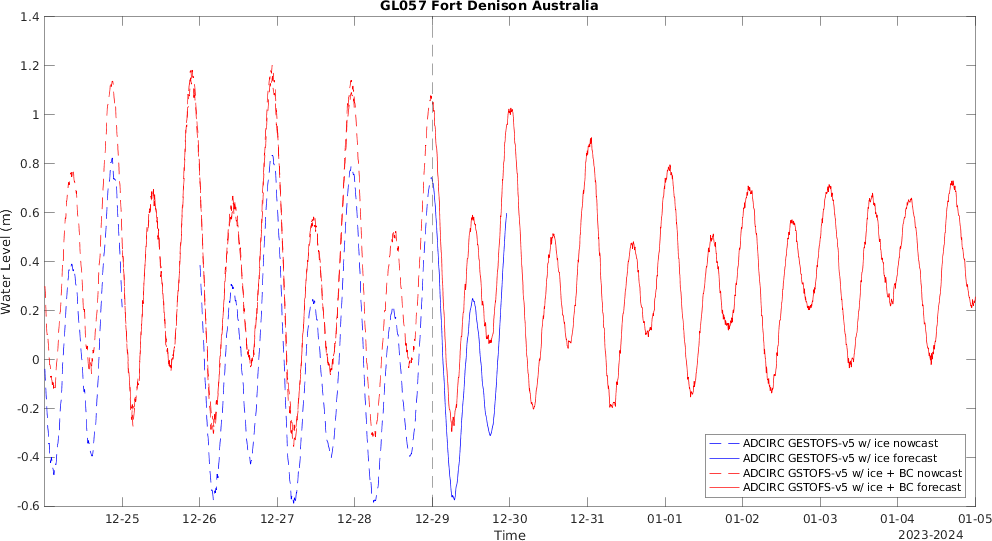 GL057 Fort Denison Australia
1.4
1.2
1
0.8
0.6
0.4
0.2
0
-0.2
-0.4
-0.6
Water Level (m)
ADCIRC GESTOFS-v5 w/ ice nowcast
ADCIRC GESTOFS-v5 w/ ice forecast
ADCIRC GSTOFS-v5 w/ ice + BC nowcast
ADCIRC GSTOFS-v5 w/ ice + BC forecast
12-25 12-26 12-27 12-28 12-29 12-30 12-31 01-01 01-02 01-03 01-04 01-05
Time
2023-2024